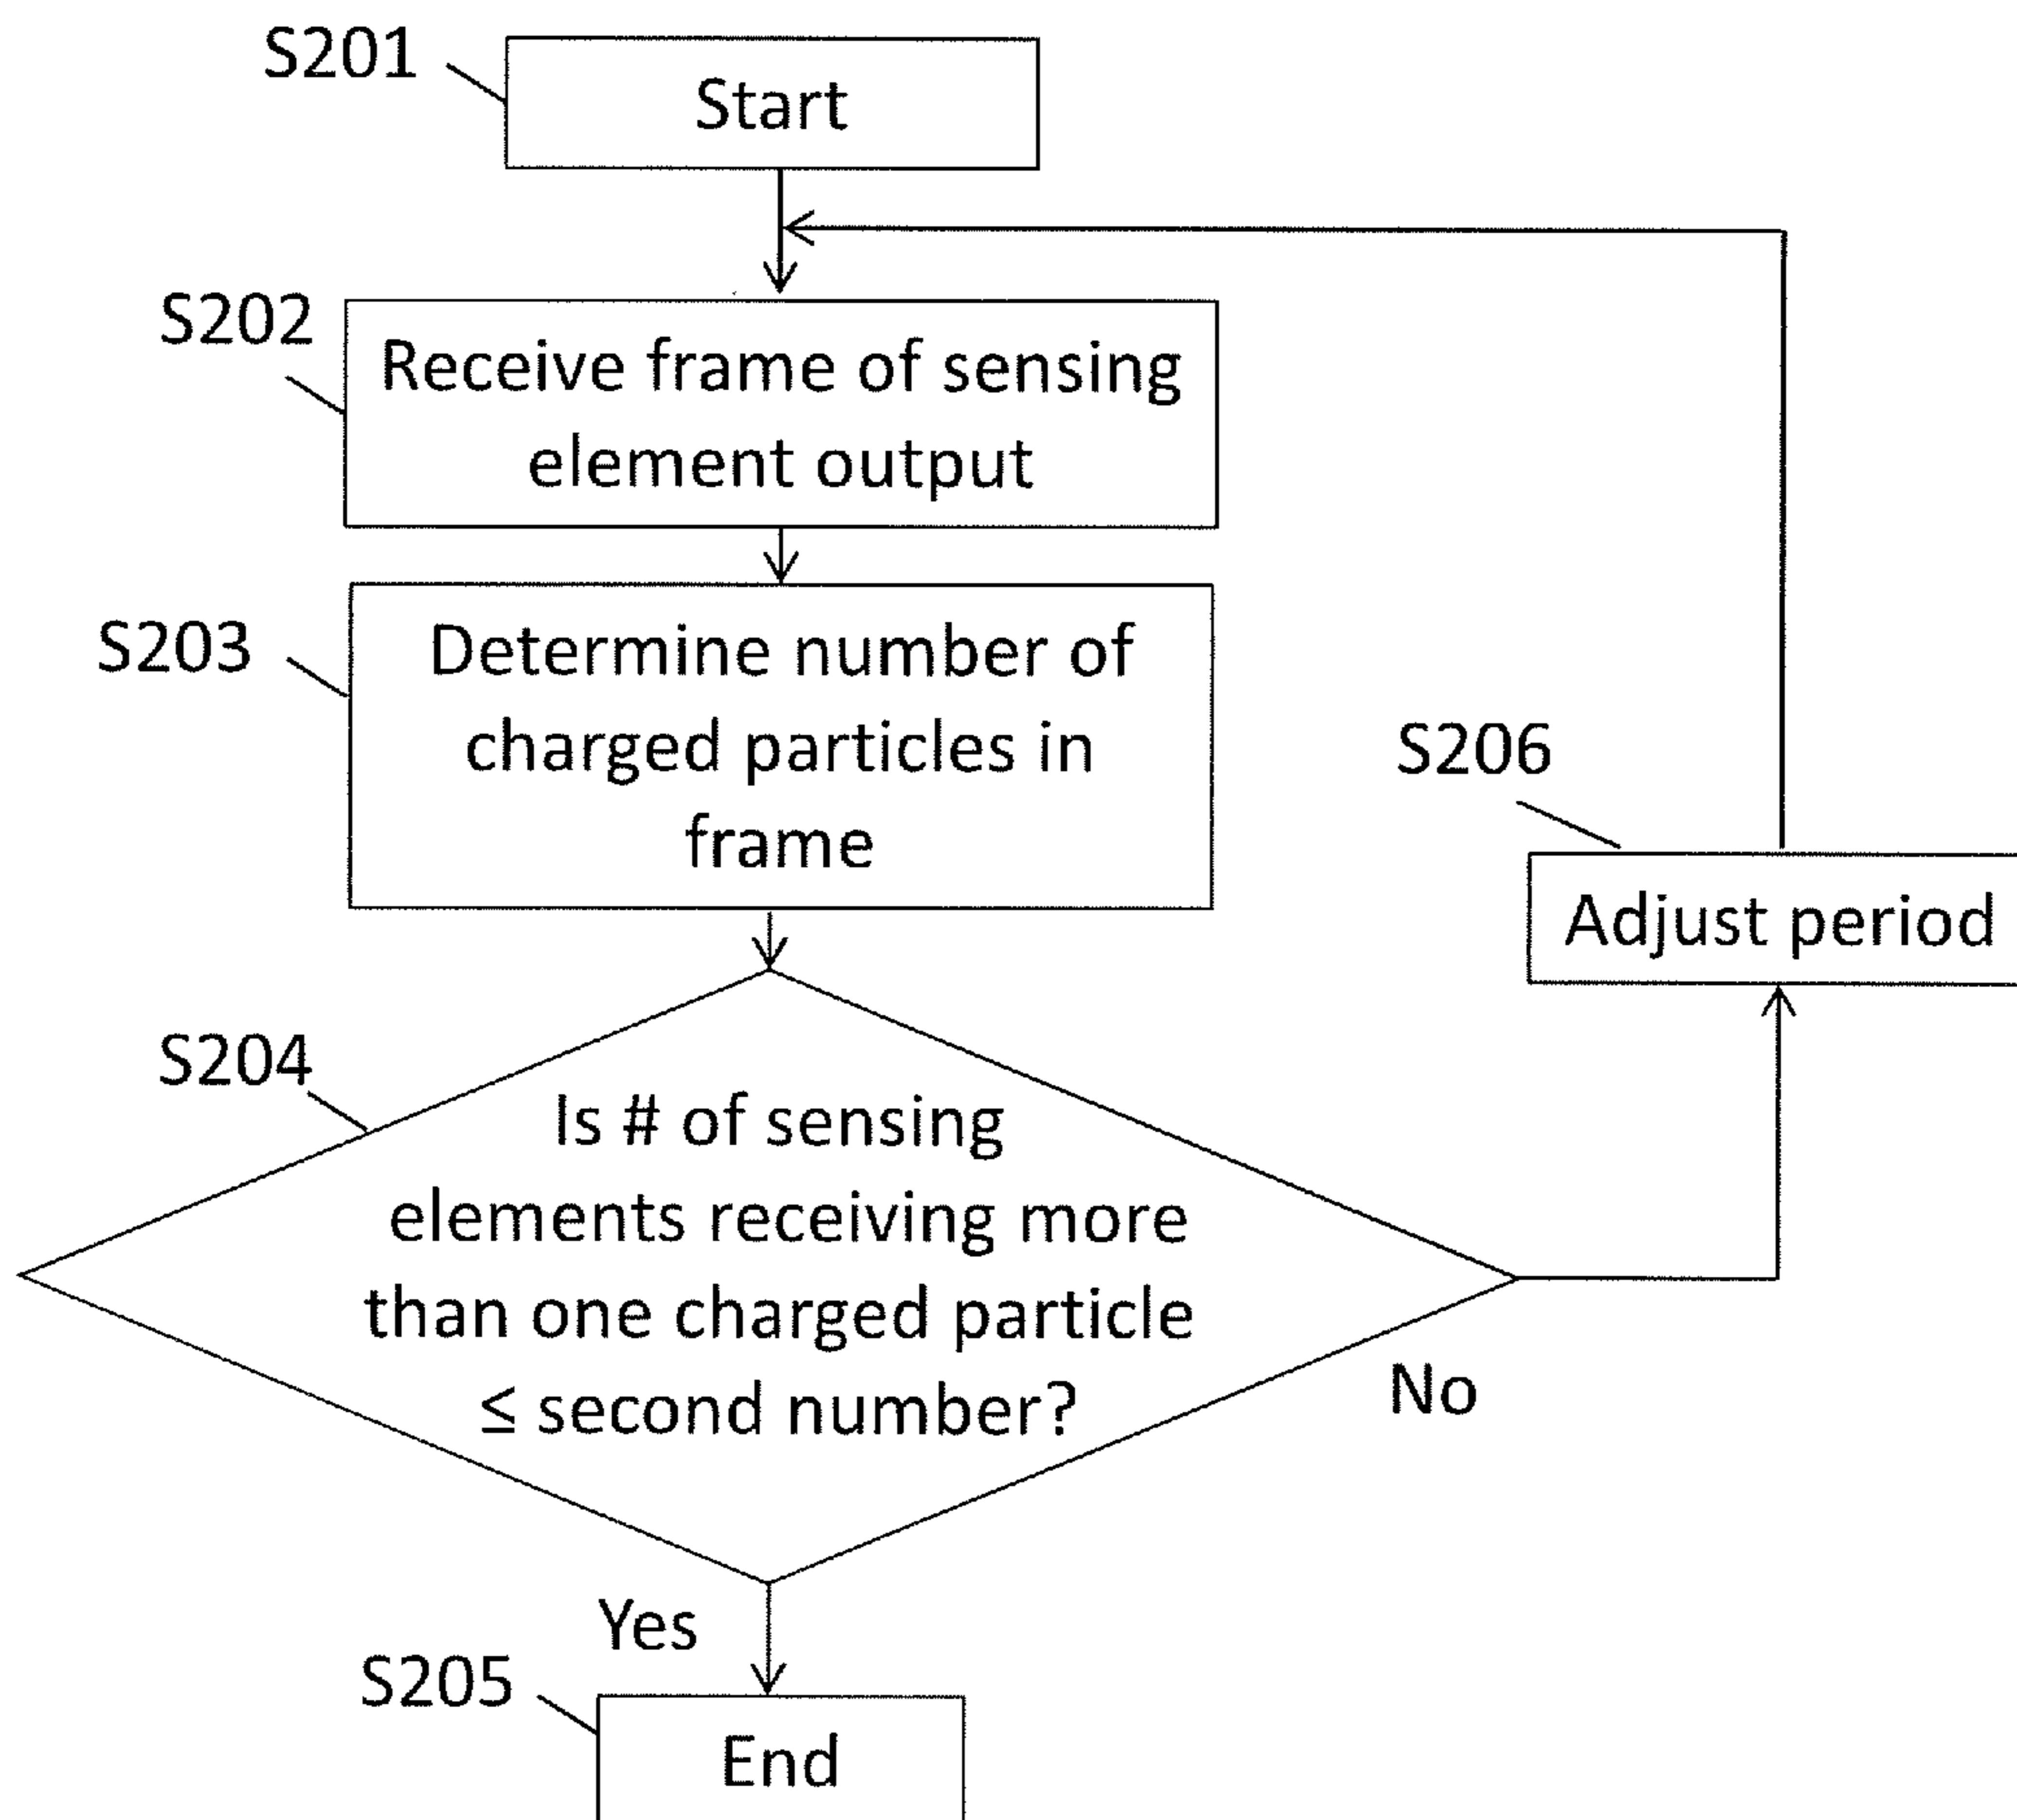 S201
Start
S202
Receive frame of sensing
element output
S203
Determine number of
charged particles in
frame
S206
Adjust period
S204
Is # of sensing
elements receiving more
than one charged particle
≤ second number?
No
Yes
S205
End